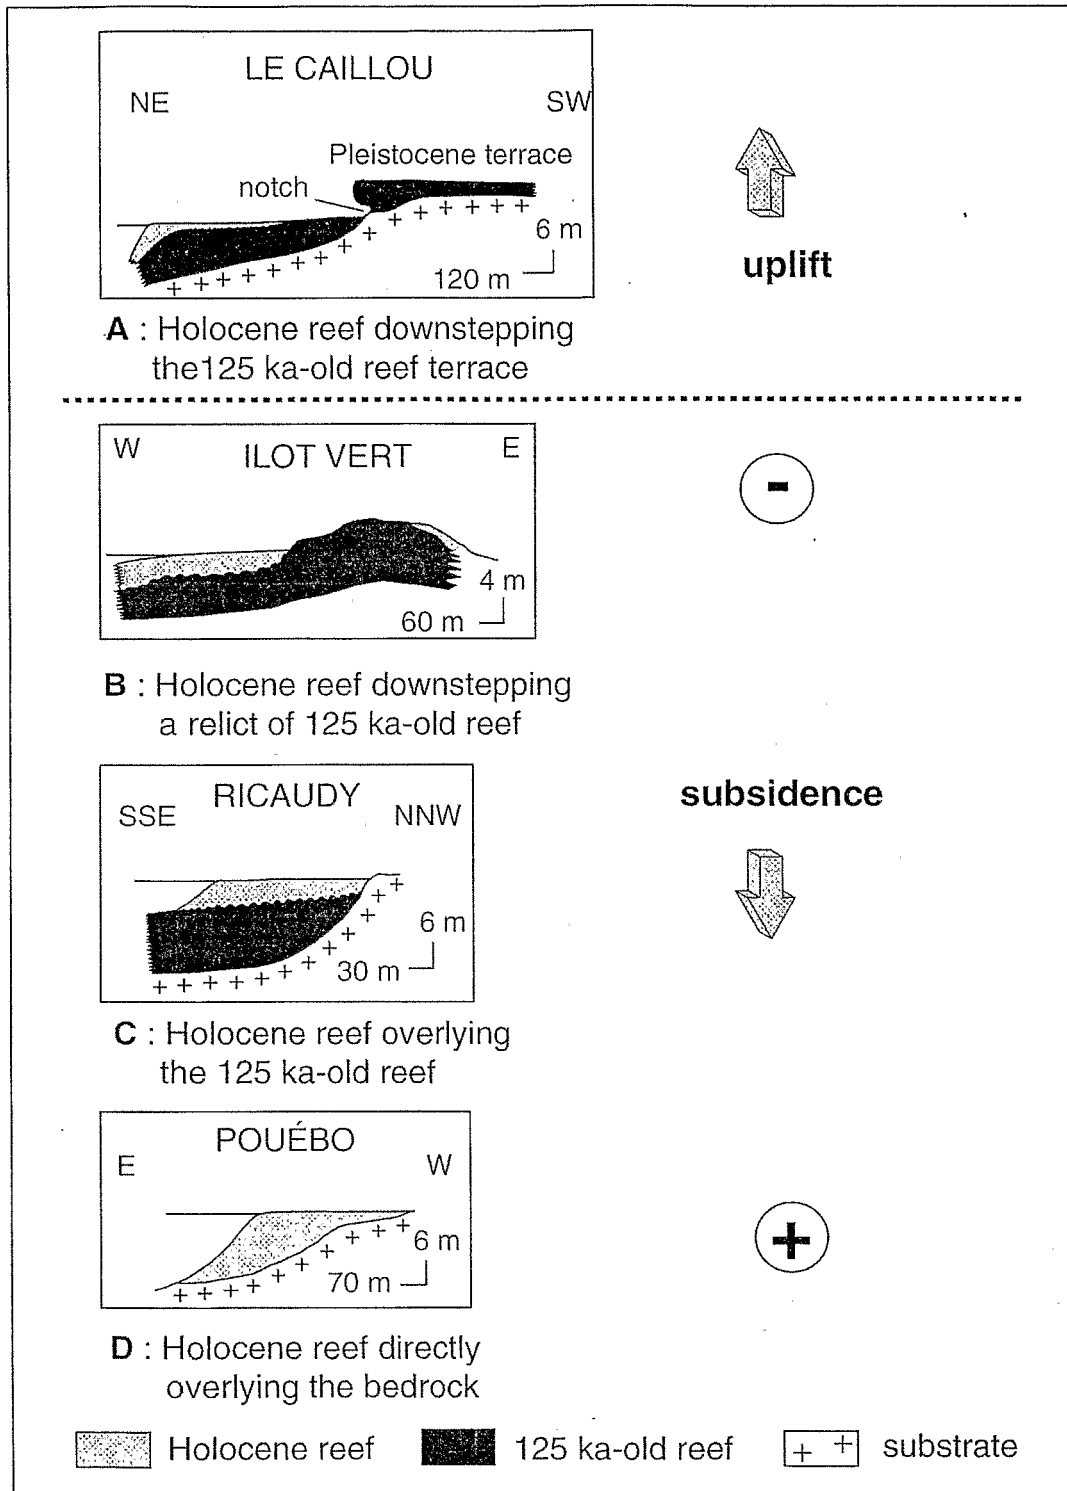 LE CAILLOU
NE
SW
Pleistocene terrace
notch
6 m
120 m
uplift
A : Holocene reef downstepping
the125 ka-old reef terrace
W
ILOT VERT
E
-
4 m
60 m
B : Holocene reef downstepping
a relict of 125 ka-old reef
SSE
RICAUDY
NNW
subsidence
6 m
30 m
C : Holocene reef overlying
the 125 ka-old reef
POUÉBO
E
W
6 m
70 m
+
D : Holocene reef directly
overlying the bedrock
Holocene reef
125 ka-old reef
+ + substrate